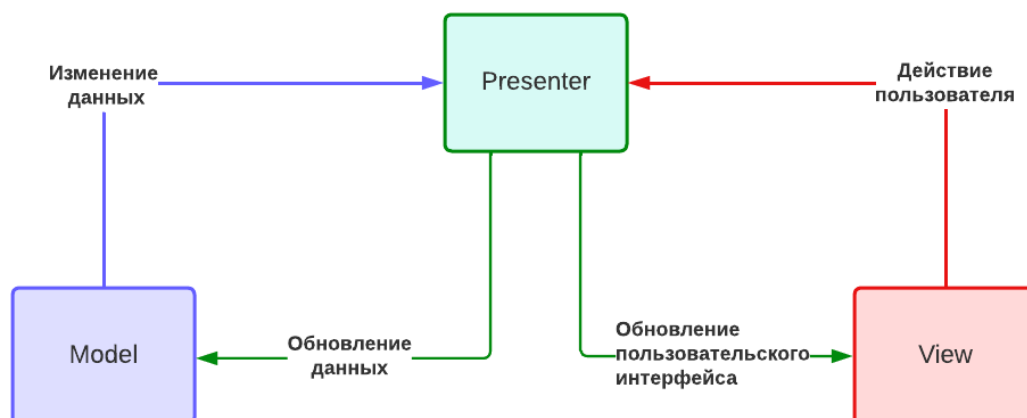 Изменение
данных
Presenter
Действие
пользователя
Model
Обновление
данных
Обновление
пользовательского
интерфейса
View